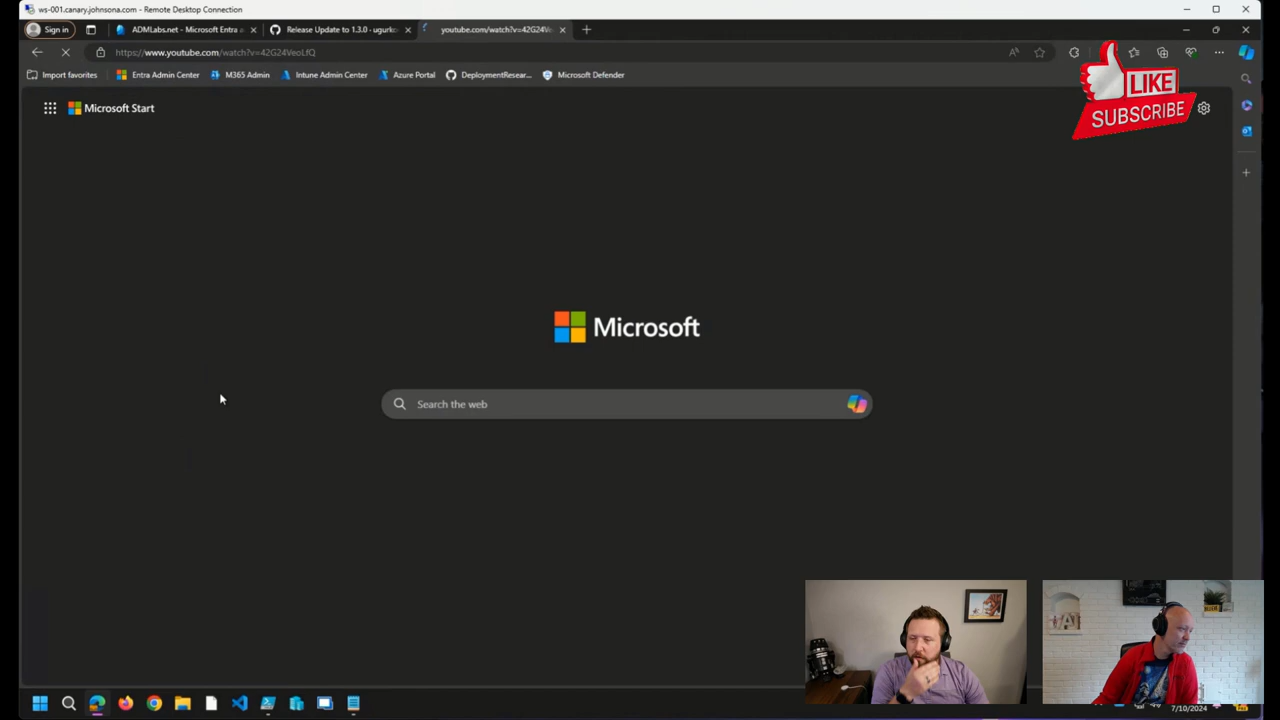 ws-001.canary.johnsona.com - Remote Desktop Connection
Sign in
ADMLabs.net - Microsoft Entra a
Release Update to 1.3.0 - ugurko
youtube.com/watch?v=42G24Ve
https://www.youtube.com/watch?v=42G24VeoLfQ
Import favorites
Entra Admin Center
M365 Admin
Intune Admin Center
Azure Portal
DeploymentResear...
Microsoft Defender
LIKE
SUBSCRIBE
Microsoft Start
Microsoft
Search the web
7/10/2024